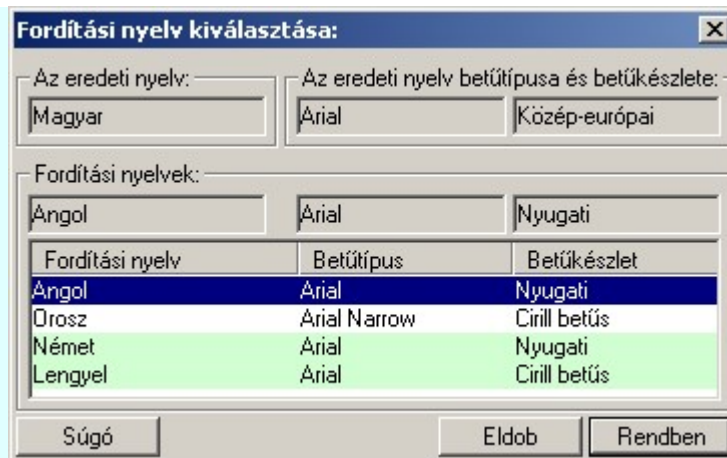 Fordítási nyelv kiválasztása:
Az eredeti nyelv: Az eredeti nyelv betűtípusa és betűkészlete:
Magyar Arial Közép-európai
Fordítási nyelvek:
Angol Arial Nyugati
Fordítási nyelv Betűtípus Betűkészlet
Angol Arial Nyugati
Orosz Arial Narrow Cirill betűs
Német Arial Nyugati
Lengyel Arial Cirill betűs
Súgó Eldob Rendben